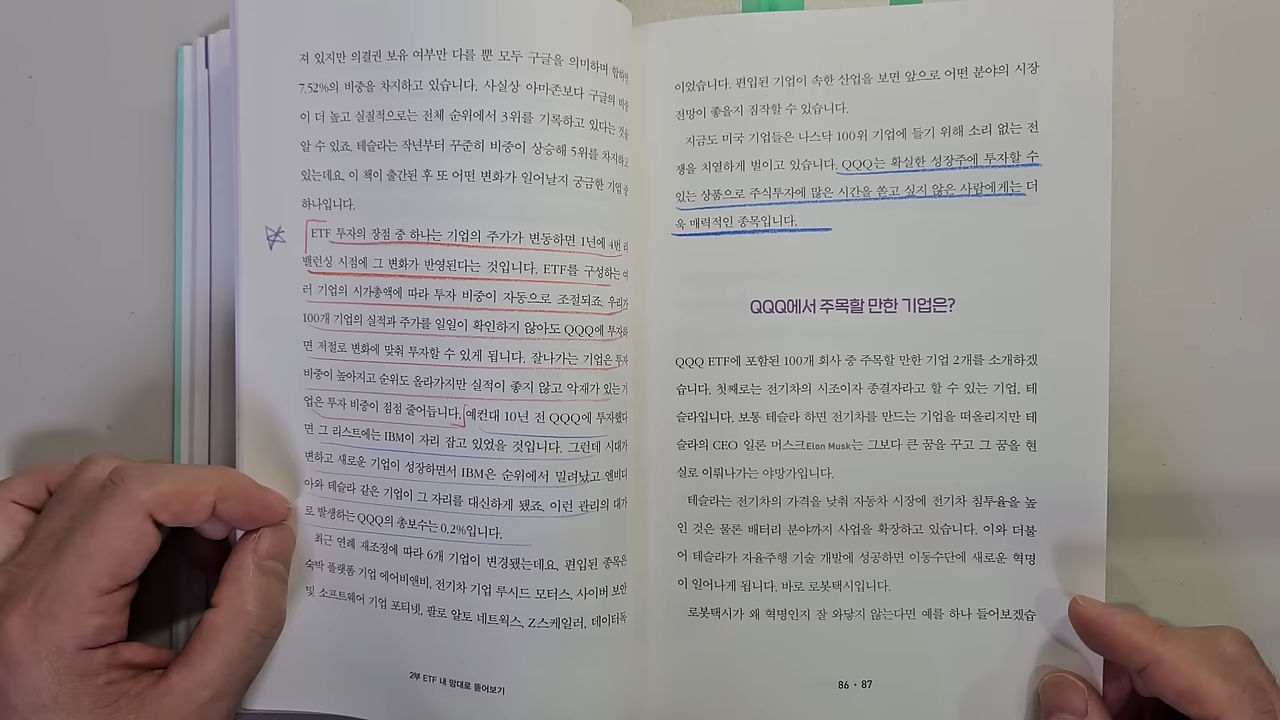 져 있지만 의결권 보유 여부만 다를 뿐 모두 구글을 의미하며 합하면
7.52%의 비중을 차지하고 있습니다. 사실상 아마존보다 구글의 비중
이 더 높고 실질적으로는 전체 순위에서 3위를 기록하고 있다는 것을
알 수 있죠. 테슬라는 작년부터 꾸준히 비중이 상승해 5위를 차지하고
있는데요. 이 책이 출간된 후 또 어떤 변화가 일어날지 궁금한 기업 중
하나입니다.
ETF 투자의 장점 중 하나는 기업의 주가가 변동하면 1년에 4번 리
밸런싱 시점에 그 변화가 반영된다는 것입니다. ETF를 구성하는 여
러 기업의 시가총액에 따라 투자 비중이 자동으로 조절되죠. 우리가
100개 기업의 실적과 주가를 일일이 확인하지 않아도 QQQ에 투자하
면 저절로 변화에 맞춰 투자할 수 있게 됩니다. 잘나가는 기업은 투자
비중이 높아지고 순위도 올라가지만 실적이 좋지 않고 악재가 있는 기
업은 투자 비중이 점점 줄어듭니다. 예컨대 10년 전 QQQ에 투자했다
면 그 리스트에는 IBM이 자리 잡고 있었을 것입니다. 그런데 시대가
변하고 새로운 기업이 성장하면서 IBM은 순위에서 밀려났고 엔비디
아와 테슬라 같은 기업이 그 자리를 대신하게 됐죠. 이런 관리의 대가
로 발생하는 QQQ의 총보수는 0.2%입니다.
최근 연례 재조정에 따라 6개 기업이 변경됐는데요. 편입된 종목은
숙박 플랫폼 기업 에어비앤비, 전기차 기업 루시드 모터스, 사이버 보안
및 소프트웨어 기업 포티넷, 팔로 알토 네트웍스, Z스케일러, 데이터독
2부 ETF 내 맘대로 뜯어보기
이었습니다. 편입된 기업이 속한 산업을 보면 앞으로 어떤 분야의 시장
전망이 좋을지 짐작할 수 있습니다.
지금도 미국 기업들은 나스닥 100위 기업에 들기 위해 소리 없는 전
쟁을 치열하게 벌이고 있습니다. QQQ는 확실한 성장주에 투자할 수
있는 상품으로 주식투자에 많은 시간을 쏟고 싶지 않은 사람에게는 더
욱 매력적인 종목입니다.
QQQ에서 주목할 만한 기업은?
QQQ ETF에 포함된 100개 회사 중 주목할 만한 기업 2개를 소개하겠
습니다. 첫째로는 전기차의 시조이자 종결자라고 할 수 있는 기업, 테
슬라입니다. 보통 테슬라 하면 전기차를 만드는 기업을 떠올리지만 테
슬라의 CEO 일론 머스크Elon Musk는 그보다 큰 꿈을 꾸고 그 꿈을 현
실로 이뤄나가는 야망가입니다.
테슬라는 전기차의 가격을 낮춰 자동차 시장에 전기차 침투율을 높
인 것은 물론 배터리 분야까지 사업을 확장하고 있습니다. 이와 더불
어 테슬라가 자율주행 기술 개발에 성공하면 이동수단에 새로운 혁명
이 일어나게 됩니다. 바로 로봇택시입니다.
로봇택시가 왜 혁명인지 잘 와닿지 않는다면 예를 하나 들어보겠습
86 · 87